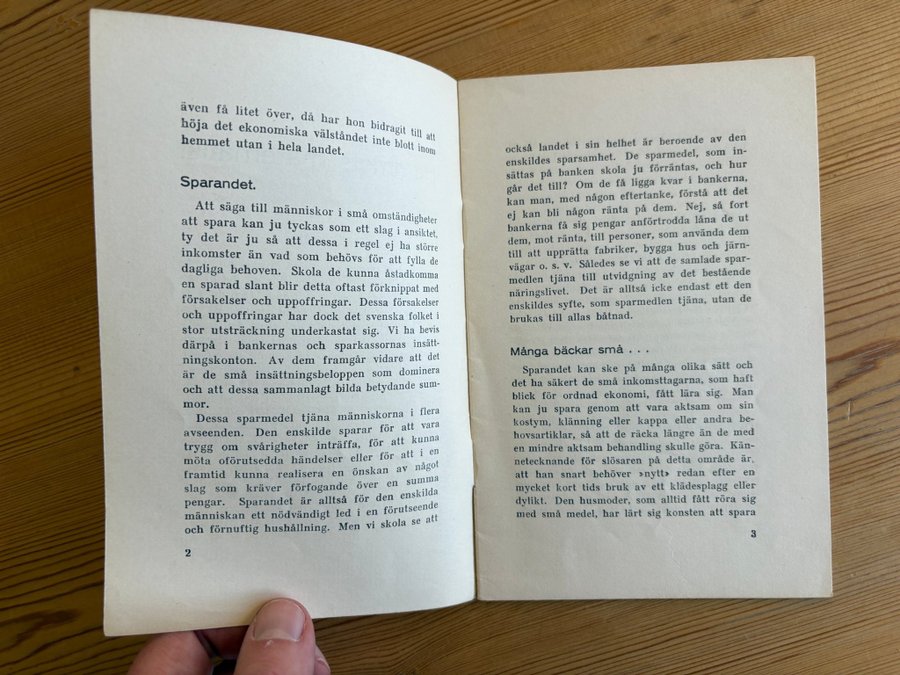 även få litet över, då har hon bidragit till att
höja det ekonomiska välståndet inte blott inom
hemmet utan i hela landet.
Sparandet.
Att säga till människor i små omständigheter
att spara kan ju tyckas som ett slag i ansiktet,
ty det är ju så att dessa i regel ej ha större
inkomster än vad som behövs för att fylla de
dagliga behoven. Skola de kunna åstadkomma
en sparad slant blir detta oftast förknippat med
försakelser och uppoffringar. Dessa försakelser
och uppoffringar har dock det svenska folket i
stor utsträckning underkastat sig. Vi ha bevis
därpå i bankernas och sparkassornas insätt-
ningskonton. Av dem framgår vidare att det
är de små insättningsbeloppen som dominera
och att dessa sammanlagt bilda betydande sum-
mor.
Dessa sparmedel tjäna människorna i flera
avseenden. Den enskilde sparar för att vara
trygg om svårigheter inträffa, för att kunna
möta oförutsedda händelser eller för att i en
framtid kunna realisera en önskan av något
slag som kräver förfogande över en summa
pengar. Sparandet är alltså för den enskilda
människan ett nödvändigt led i en förutseende
och förnuftig hushållning. Men vi skola se att
2
också landet i sin helhet är beroende av den
enskildes sparsamhet. De sparmedel, som in-
sättas på banken skola ju förräntas, och hur
går det till? Om de få ligga kvar i bankerna,
kan man, med någon eftertanke, förstå att det
ej kan bli någon ränta på dem. Nej, så fort
bankerna få sig pengar anförtrodda låna de ut
dem, mot ränta, till personer, som använda dem
till att upprätta fabriker, bygga hus och järn-
vägar o. s. v. Således se vi att de samlade spar-
medlen tjäna till utvidgning av det bestående
näringslivet. Det är alltså icke endast ett den
enskildes syfte, som sparmedlen tjäna, utan de
brukas till allas båtnad.
Många bäckar små . . .
Sparandet kan ske på många olika sätt och
det ha säkert de små inkomsttagarna, som haft
blick för ordnad ekonomi, fått lära sig. Man
kan ju spara genom att vara aktsam om sin
kostym, klänning eller kappa eller andra be-
hovsartiklar, så att de räcka längre än de med
en mindre aktsam behandling skulle göra. Kän-
netecknande för slösaren på detta område är,
att han snart behöver »nytt» redan efter en
mycket kort tids bruk av ett klädesplagg eller
dylikt. Den husmoder, som alltid fått röra sig
med små medel, har lärt sig konsten att spara
3